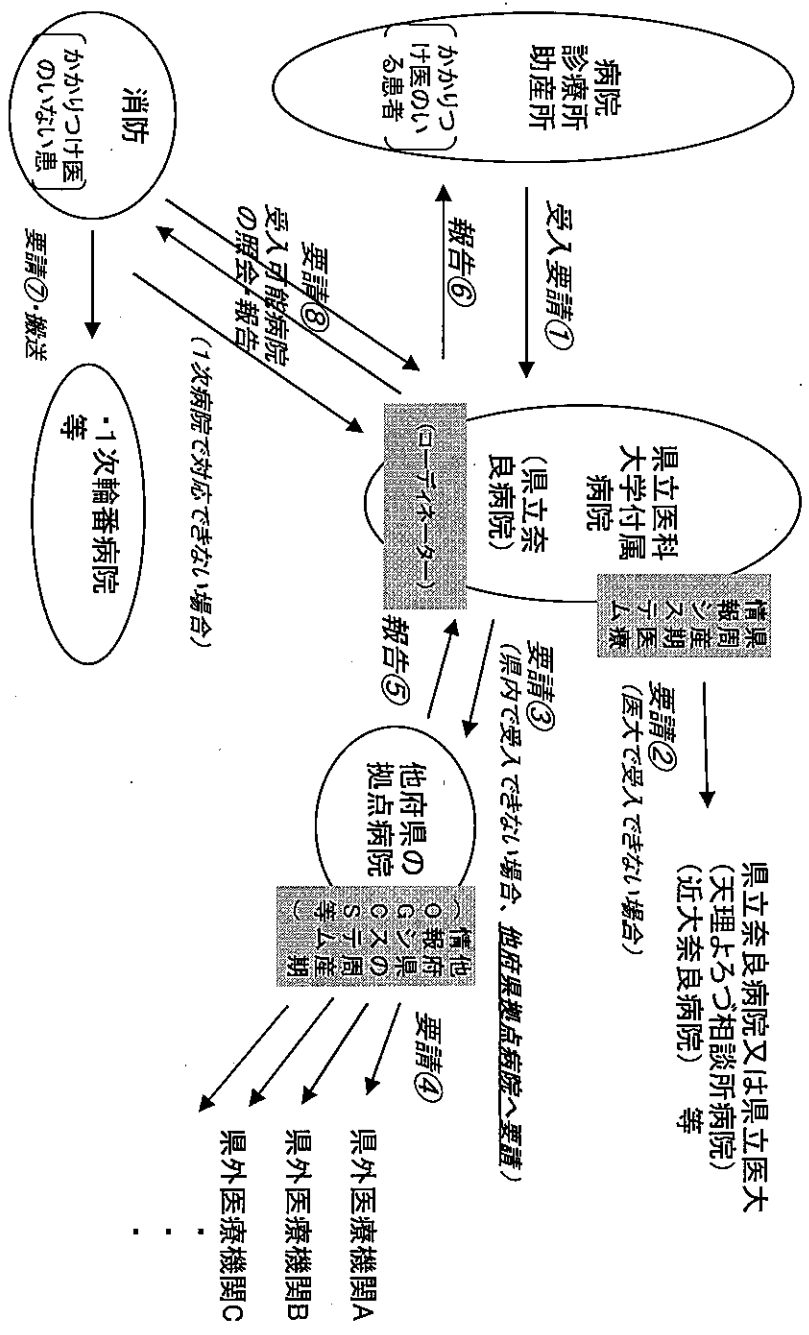 病院
診療所
助産所
かかりつ
け医のい
る患者
受入要請①
報告⑥
県立医科
大学付属
病院
(県立奈
良病院)
(コーディネーター)
県周産期医療
情報システム
要請②
(医大で受入できない場合)
県立奈良病院又は県立医大
(天理よろづ相談所病院)
(近大奈良病院) 等
要請③
(県内で受入できない場合、他府県拠点病院へ要請)
報告⑤
他府県の
拠点病院
他府県の周産期
情報システム
(OGCS等)
要請④
県外医療機関A
県外医療機関B
県外医療機関C
・・・
消防
かかりつけ医
のいない患
要請⑧
受入可能病院
の照会・報告
(1次病院で対応できない場合)
要請⑦・搬送
・1次輪番病院
等